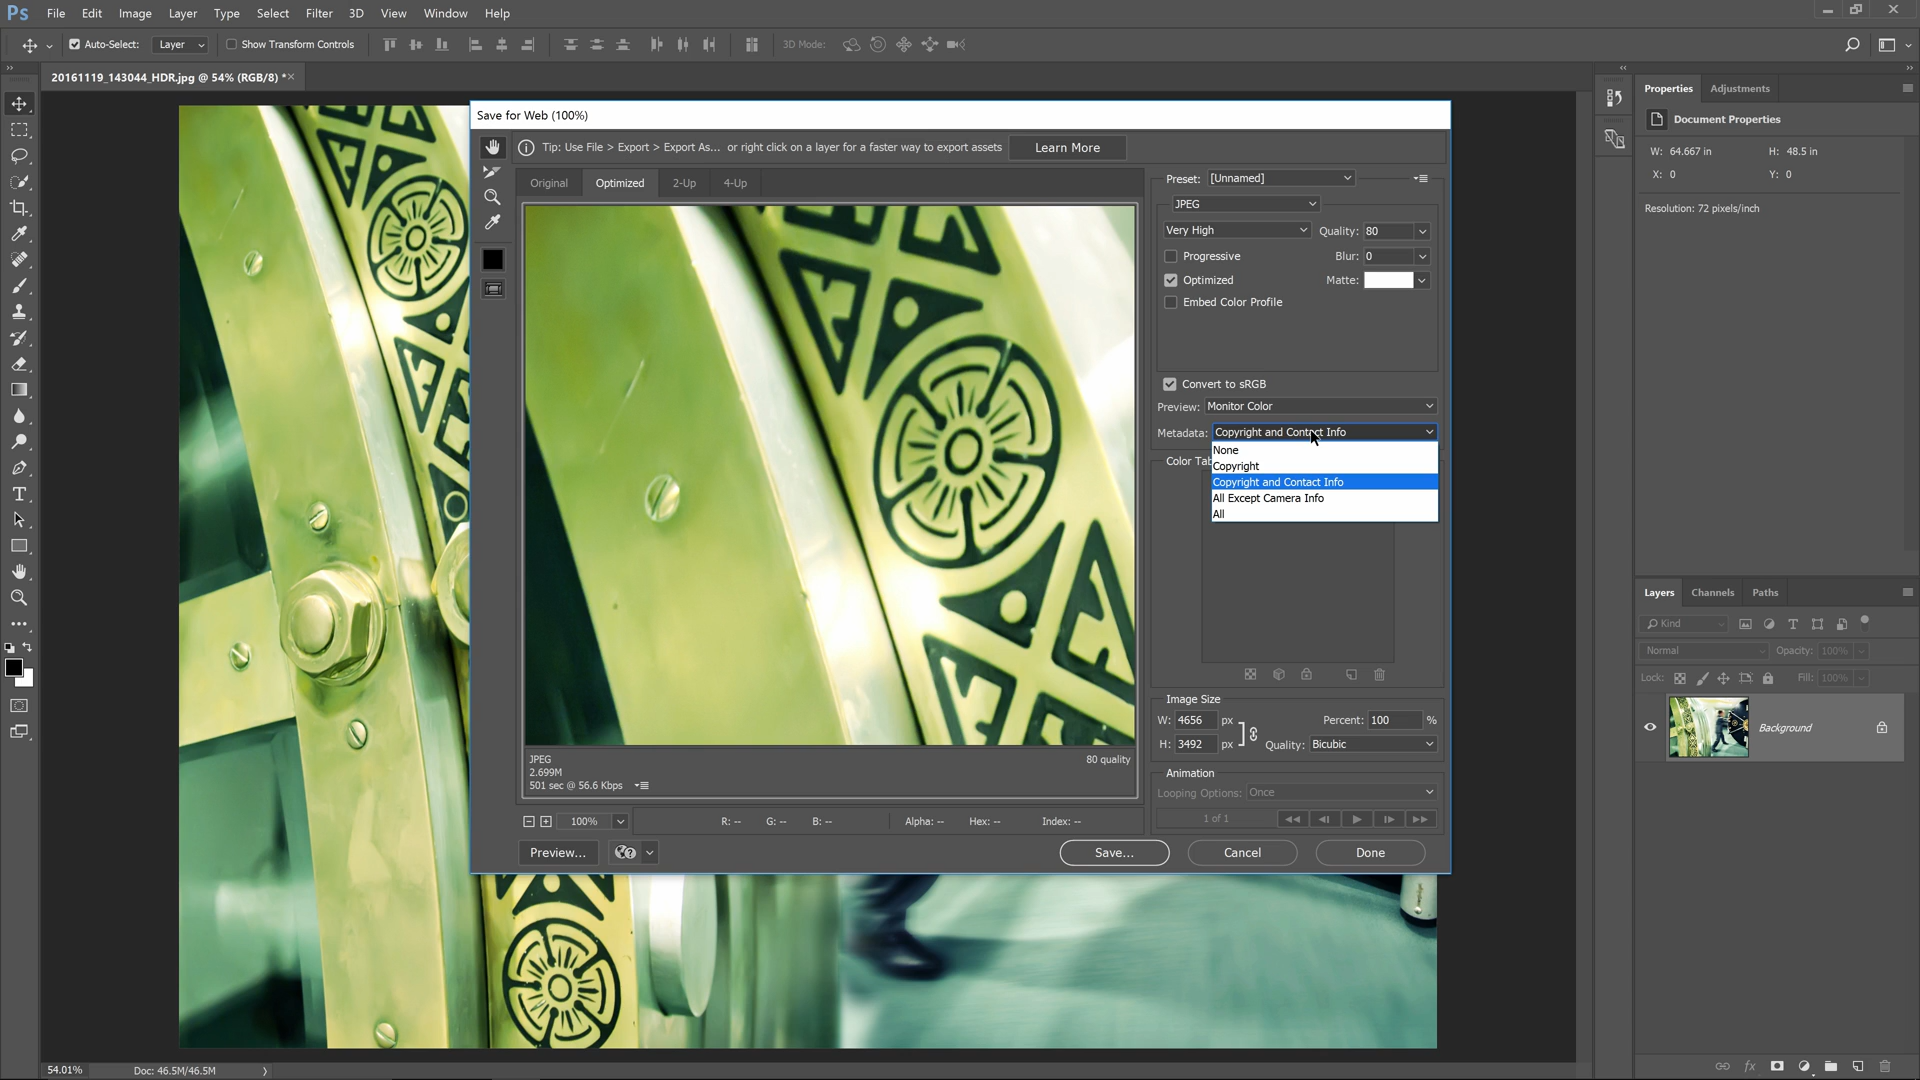 Ps File Edit Image Layer Type Select Filter 3D View Window Help
Auto-Select: Layer Show Transform Controls 3D Mode:
20161119_143044_HDR.jpg @ 54% (RGB/8) *
Save for Web (100%)
Tip: Use File > Export > Export As... or right click on a layer for a faster way to export assets Learn More
Original Optimized 2-Up 4-Up
Preset: [Unnamed]
JPEG
Very High Quality: 80
Progressive Blur: 0
Optimized Matte:
Embed Color Profile
Convert to sRGB
Preview: Monitor Color
Metadata: Copyright and Contact Info
None
Color Tab
Copyright
Copyright and Contact Info
All Except Camera Info
All
Image Size
W: 4656 px Percent: 100 %
H: 3492 px Quality: Bicubic
JPEG 80 quality
2.699M
501 sec @ 56.6 Kbps
Animation
Looping Options: Once
1 of 1
100% R: -- G: -- B: -- Alpha: -- Hex: -- Index: --
Preview... Save... Cancel Done
Properties Adjustments
Document Properties
W: 64.667 in H: 48.5 in
X: 0 Y: 0
Resolution: 72 pixels/inch
Layers Channels Paths
Kind
Normal Opacity: 100%
Lock: Fill: 100%
Background
fx
54.01% Doc: 46.5M/46.5M